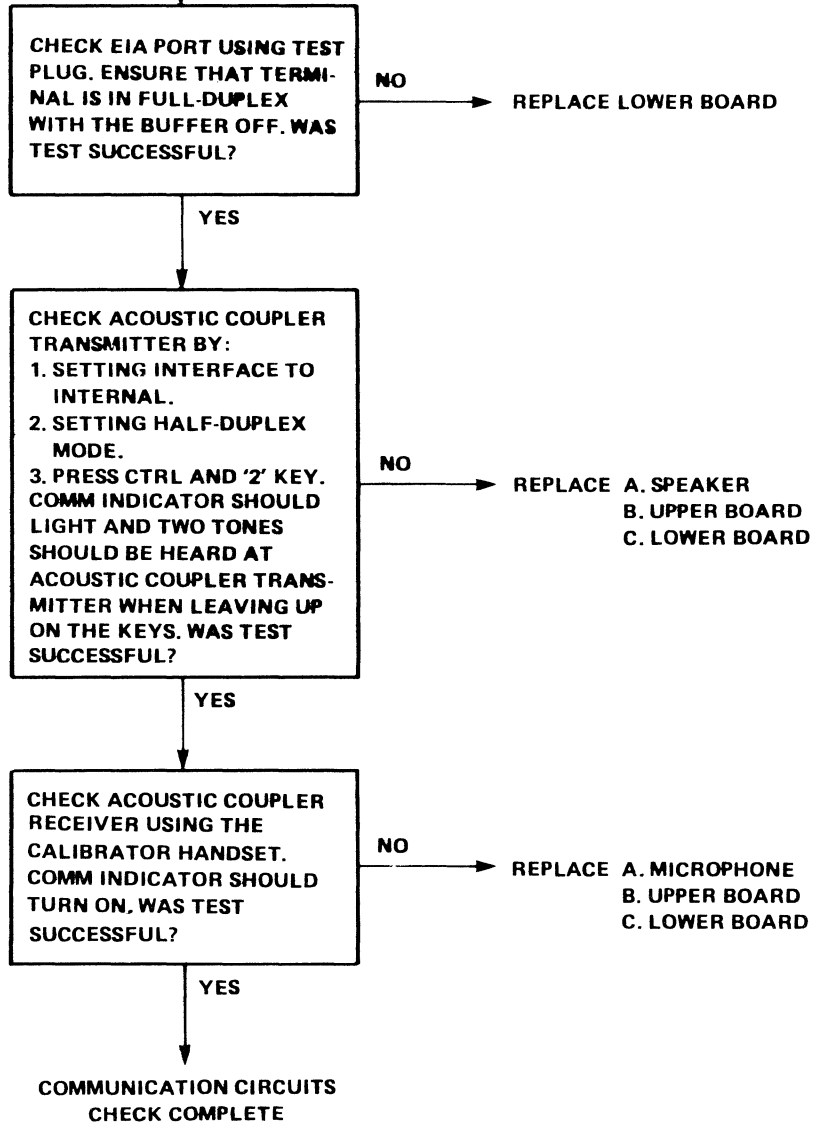 CHECK EIA PORT USING TEST
PLUG. ENSURE THAT TERMI-
NAL IS IN FULL-DUPLEX
WITH THE BUFFER OFF. WAS
TEST SUCCESSFUL?
NO
REPLACE LOWER BOARD
YES
CHECK ACOUSTIC COUPLER
TRANSMITTER BY:
1. SETTING INTERFACE TO
INTERNAL.
2. SETTING HALF-DUPLEX
MODE.
3. PRESS CTRL AND '2' KEY.
COMM INDICATOR SHOULD
LIGHT AND TWO TONES
SHOULD BE HEARD AT
ACOUSTIC COUPLER TRANS-
MITTER WHEN LEAVING UP
ON THE KEYS. WAS TEST
SUCCESSFUL?
NO
REPLACE A. SPEAKER
B. UPPER BOARD
C. LOWER BOARD
YES
CHECK ACOUSTIC COUPLER
RECEIVER USING THE
CALIBRATOR HANDSET.
COMM INDICATOR SHOULD
TURN ON. WAS TEST
SUCCESSFUL?
NO
REPLACE A. MICROPHONE
B. UPPER BOARD
C. LOWER BOARD
YES
COMMUNICATION CIRCUITS
CHECK COMPLETE